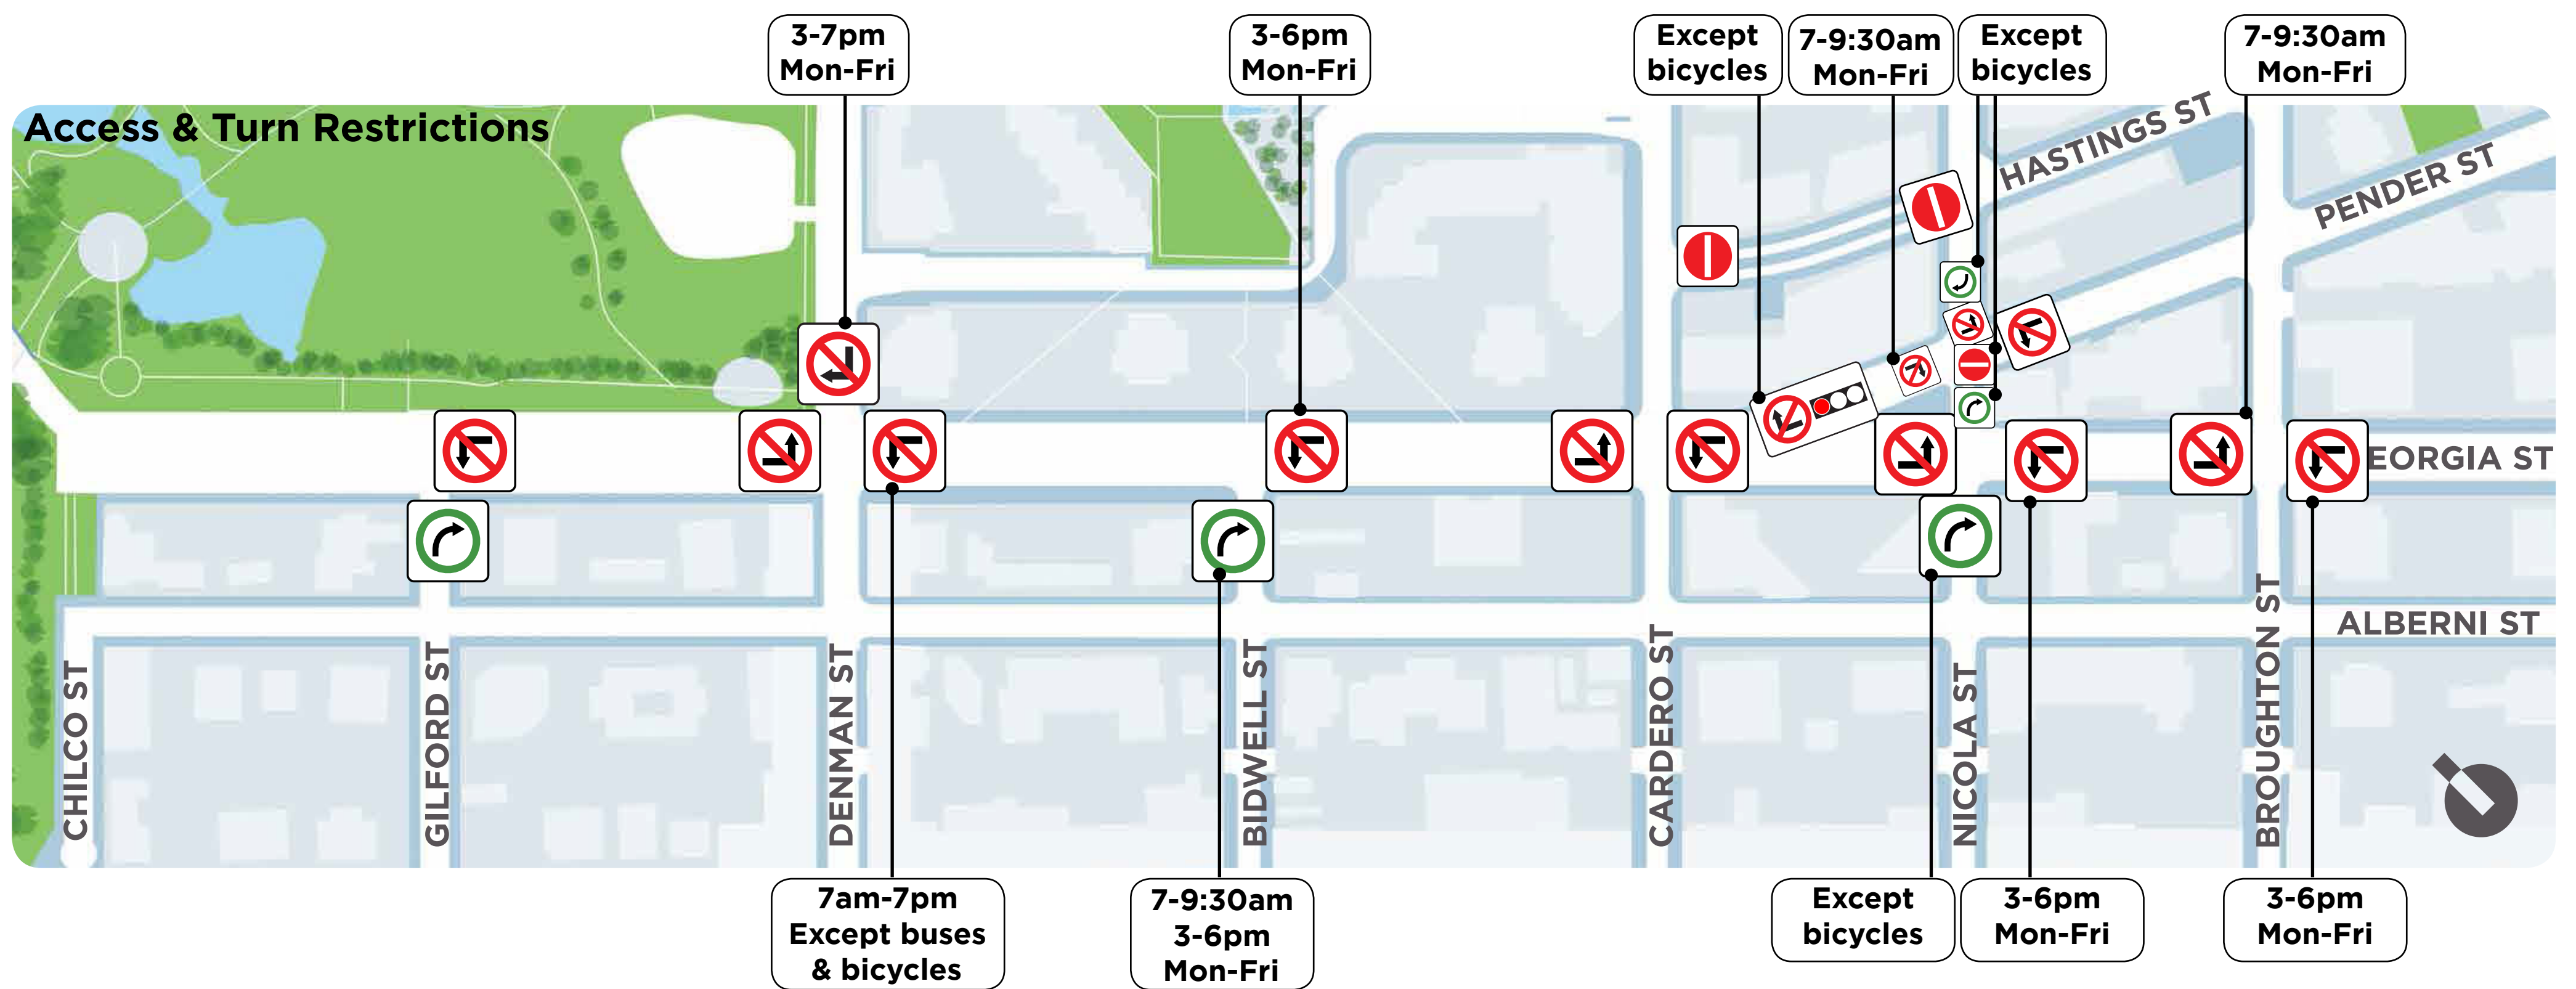 3-7pm
Mon-Fri
3-6pm
Mon-Fri
Except
bicycles
7-9:30am
Mon-Fri
Except
bicycles
7-9:30am
Mon-Fri
Access & Turn Restrictions
HASTINGS ST
PENDER ST
EORGIA ST
ALBERNI ST
CHILCO ST
GILFORD ST
DENMAN ST
BIDWELL ST
CARDERO ST
NICOLA ST
BROUGHTON ST
7am-7pm
Except buses
& bicycles
7-9:30am
3-6pm
Mon-Fri
Except
bicycles
3-6pm
Mon-Fri
3-6pm
Mon-Fri